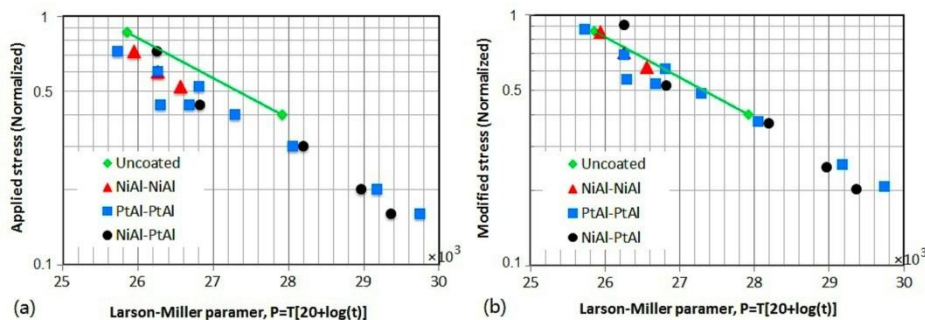 1
0.5
0.1
Applied stress (Normalized)
Uncoated
NiAl-NiAl
PtAl-PtAl
NiAl-PtAl
×10³
25 26 27 28 29 30
(a) Larson-Miller paramer, P=T[20+log(t)]
1
0.5
0.1
Modified stress (Normalized)
Uncoated
NiAl-NiAl
PtAl-PtAl
NiAl-PtAl
×10³
25 26 27 28 29 30
(b) Larson-Miller paramer, P=T[20+log(t)]